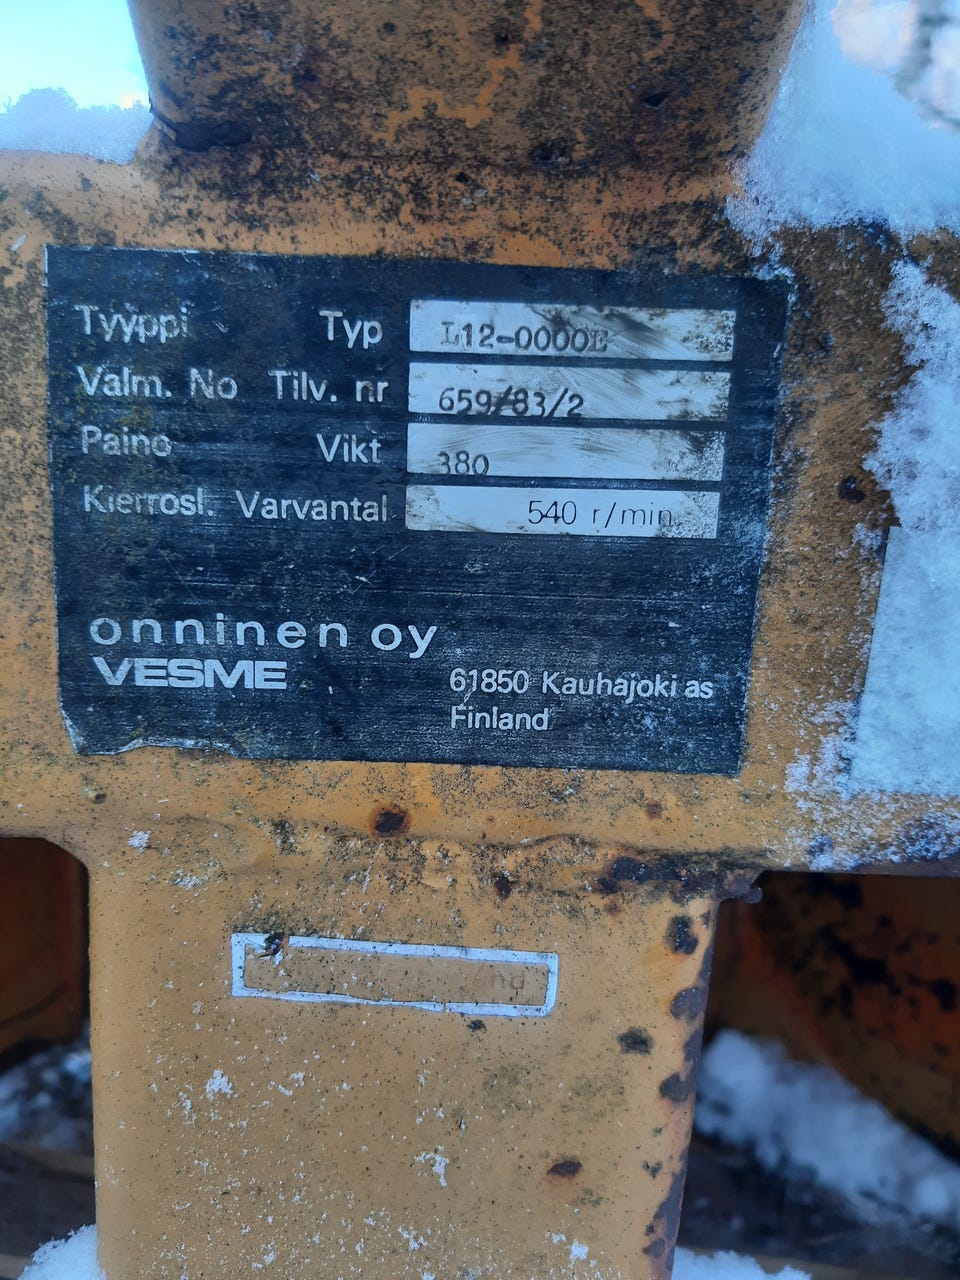 Tyyppi Typ L12-0000E
Valm. No Tilv. nr 659/83/2
Paino Vikt 380
Kierrosl. Varvantal 540 r/min
onninen oy
VESME
61850 Kauhajoki as
Finland